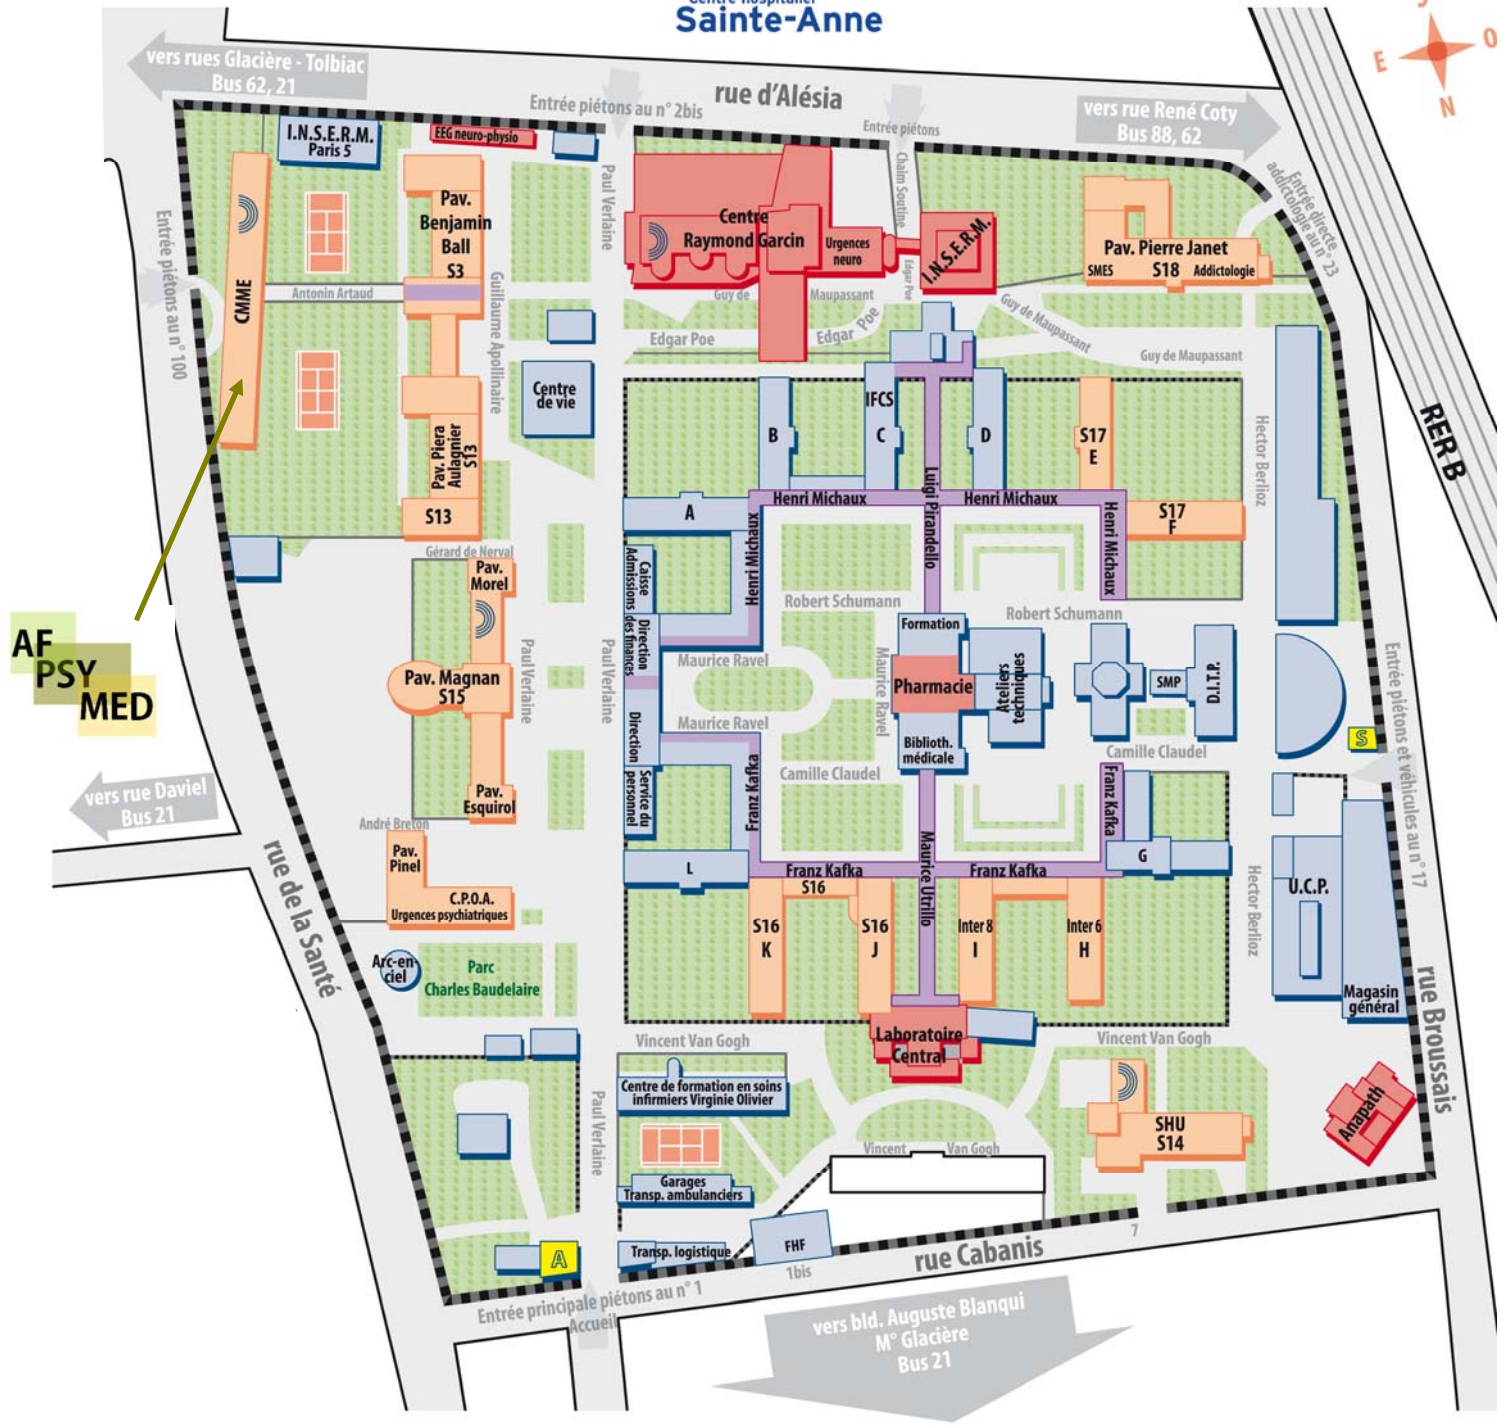 Centre hospitalier
Sainte-Anne
E
O
N
vers rues Glacière - Tolbiac
Bus 62, 21
Entrée piétons au n° 2bis
rue d'Alésia
Entrée piétons
vers rue René Coty
Bus 88, 62
Entrée directe
addictologie au n° 23
I.N.S.E.R.M.
Paris 5
EEG neuro-physio
Paul Verlaine
Chaim Soutine
Entrée piétons au n° 100
CMME
Pav.
Benjamin
Ball
S3
Antonin Artaud
Guillaume Apollinaire
Centre
Raymond Garcin
Urgences
neuro
I.N.S.E.R.M.
Edgar Poe
Pav. Pierre Janet
SMES
S18
Addictologie
Guy de
Maupassant
Edgar Poe
Edgar Poe
Guy de Maupassant
Guy de Maupassant
RER B
Centre
de vie
Pav. Piera
Aulagnier
S13
S13
B
IFCS
C
D
S17
E
Hector Berlioz
Henri Michaux
Luigi Pirandello
Henri Michaux
A
Henri Michaux
Henri Michaux
S17
F
Gérard de Nerval
Pav.
Morel
Caisse
Admissions
Robert Schumann
Robert Schumann
Formation
AF
PSY
MED
Pav. Magnan
S15
Paul Verlaine
Paul Verlaine
Direction
des finances
Maurice Ravel
Maurice Ravel
Pharmacie
Ateliers
techniques
SMP
D.I.T.P.
Entrée piétons et véhicules au n° 17
S
Direction
Maurice Ravel
Biblioth.
médicale
Camille Claudel
Camille Claudel
vers rue Daviel
Bus 21
Pav.
Esquirol
Service du
personnel
Franz Kafka
Franz Kafka
André Breton
Pav.
Pinel
rue de la Santé
L
Franz Kafka
Maurice Utrillo
Franz Kafka
G
Hector Berlioz
U.C.P.
C.P.O.A.
Urgences psychiatriques
S16
S16
K
S16
J
Inter 8
I
Inter 6
H
Arc-en-
ciel
Parc
Charles Baudelaire
Magasin
général
rue Broussais
Vincent Van Gogh
Laboratoire
Central
Vincent Van Gogh
Centre de formation en soins
infirmiers Virginie Olivier
Paul Verlaine
SHU
S14
Anapath
Vincent
Van Gogh
Garages
Transp. ambulanciers
A
Transp. logistique
FHF
1bis
rue Cabanis
7
Entrée principale piétons au n° 1
Accueil
vers bld. Auguste Blanqui
M° Glacière
Bus 21